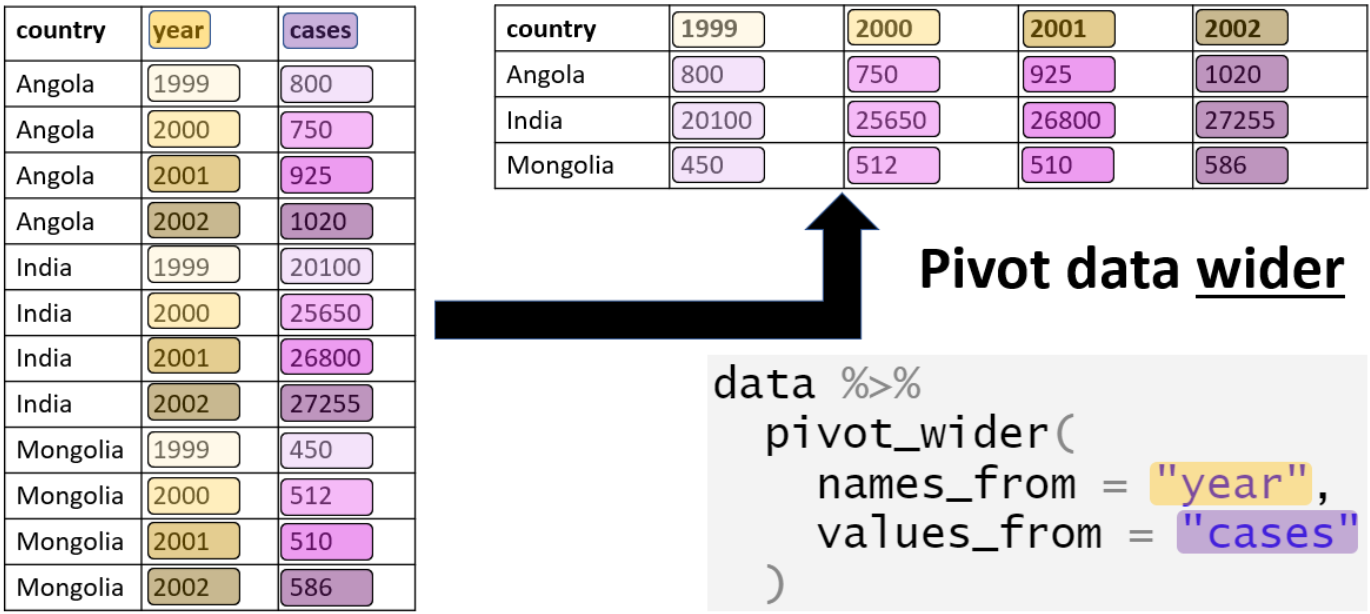 country year cases
Angola 1999 800
Angola 2000 750
Angola 2001 925
Angola 2002 1020
India 1999 20100
India 2000 25650
India 2001 26800
India 2002 27255
Mongolia 1999 450
Mongolia 2000 512
Mongolia 2001 510
Mongolia 2002 586
country 1999 2000 2001 2002
Angola 800 750 925 1020
India 20100 25650 26800 27255
Mongolia 450 512 510 586
Pivot data wider
data %>%
pivot_wider(
names_from = "year",
values_from = "cases"
)